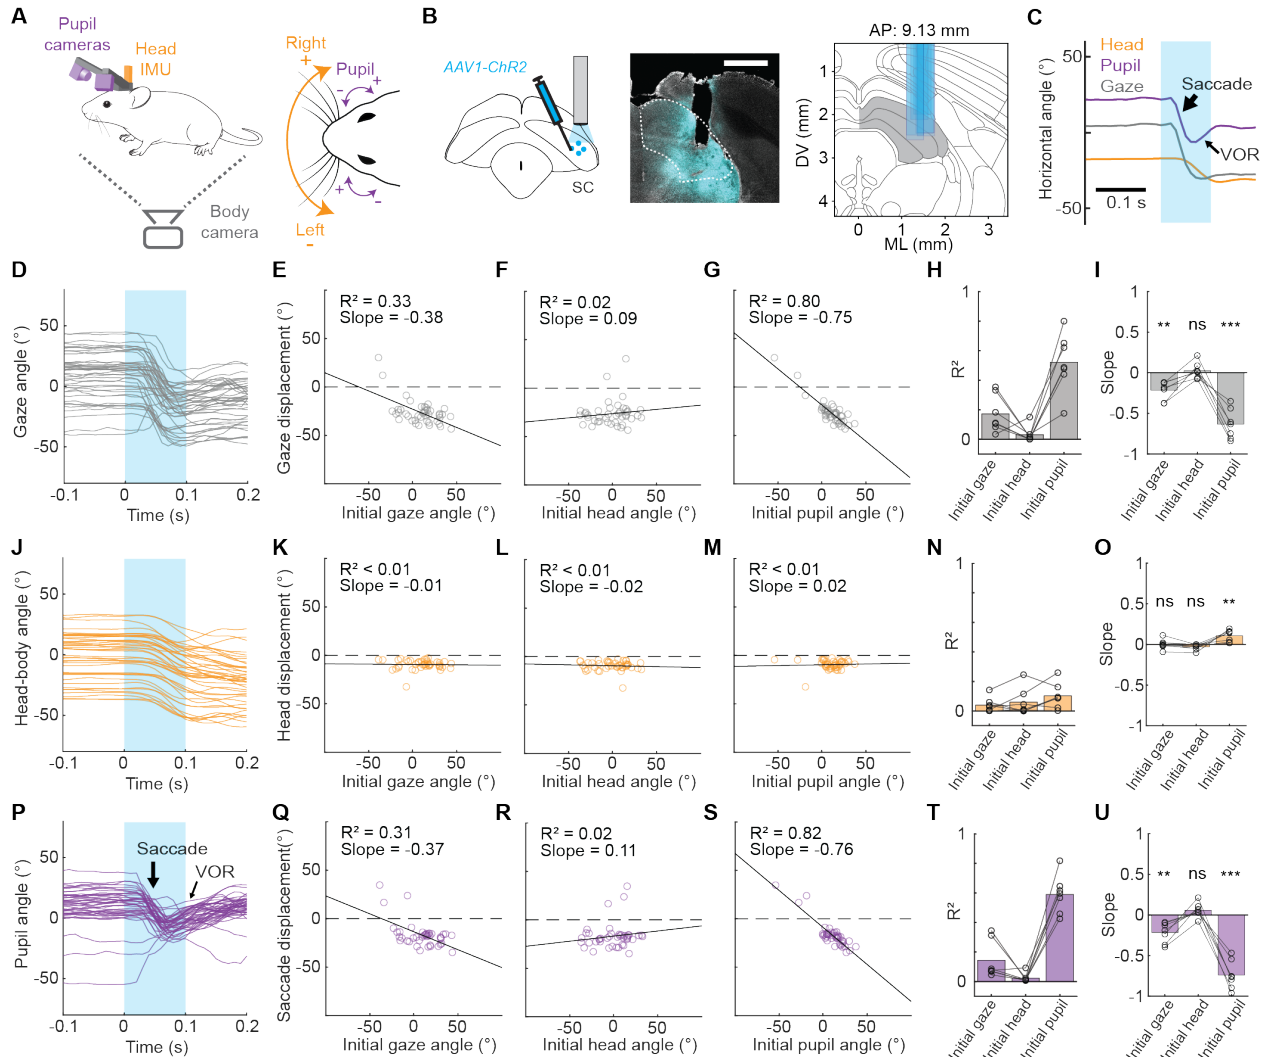 A
Pupil
cameras
Head
IMU
Body
camera
Right
+
Pupil
-
+
+
-
Left
-
B
AAV1-ChR2
SC
AP: 9.13 mm
DV (mm)
1
2
3
4
0
1
2
3
ML (mm)
C
Horizontal angle (°)
50
0
-50
Head
Pupil
Gaze
Saccade
VOR
0.1 s
D
Gaze angle (°)
50
0
-50
-0.1
0
0.1
0.2
Time (s)
E
Gaze displacement (°)
R² = 0.33
Slope = -0.38
50
0
-50
-50
0
50
Initial gaze angle (°)
F
R² = 0.02
Slope = 0.09
-50
0
50
Initial head angle (°)
G
R² = 0.80
Slope = -0.75
-50
0
50
Initial pupil angle (°)
H
R²
1
0
Initial gaze
Initial head
Initial pupil
I
Slope
1
0.5
0
-0.5
-1
**
ns
***
Initial gaze
Initial head
Initial pupil
J
Head-body angle (°)
50
0
-50
-0.1
0
0.1
0.2
Time (s)
K
Head displacement (°)
R² < 0.01
Slope = -0.01
50
0
-50
-50
0
50
Initial gaze angle (°)
L
R² < 0.01
Slope = -0.02
-50
0
50
Initial head angle (°)
M
R² < 0.01
Slope = 0.02
-50
0
50
Initial pupil angle (°)
N
R²
1
0
Initial gaze
Initial head
Initial pupil
O
Slope
1
0.5
0
-0.5
-1
ns
ns
**
Initial gaze
Initial head
Initial pupil
P
Pupil angle (°)
50
0
-50
Saccade
VOR
-0.1
0
0.1
0.2
Time (s)
Q
Saccade displacement(°)
R² = 0.31
Slope = -0.37
50
0
-50
-50
0
50
Initial gaze angle (°)
R
R² = 0.02
Slope = 0.11
-50
0
50
Initial head angle (°)
S
R² = 0.82
Slope = -0.76
-50
0
50
Initial pupil angle (°)
T
R²
1
0
Initial gaze
Initial head
Initial pupil
U
Slope
1
0.5
0
-0.5
-1
**
ns
***
Initial gaze
Initial head
Initial pupil